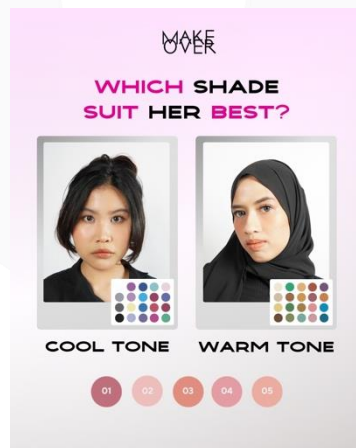 MAKE
OVER
WHICH SHADE
SUIT HER BEST?
COOL TONE
WARM TONE
01 02 03 04 05